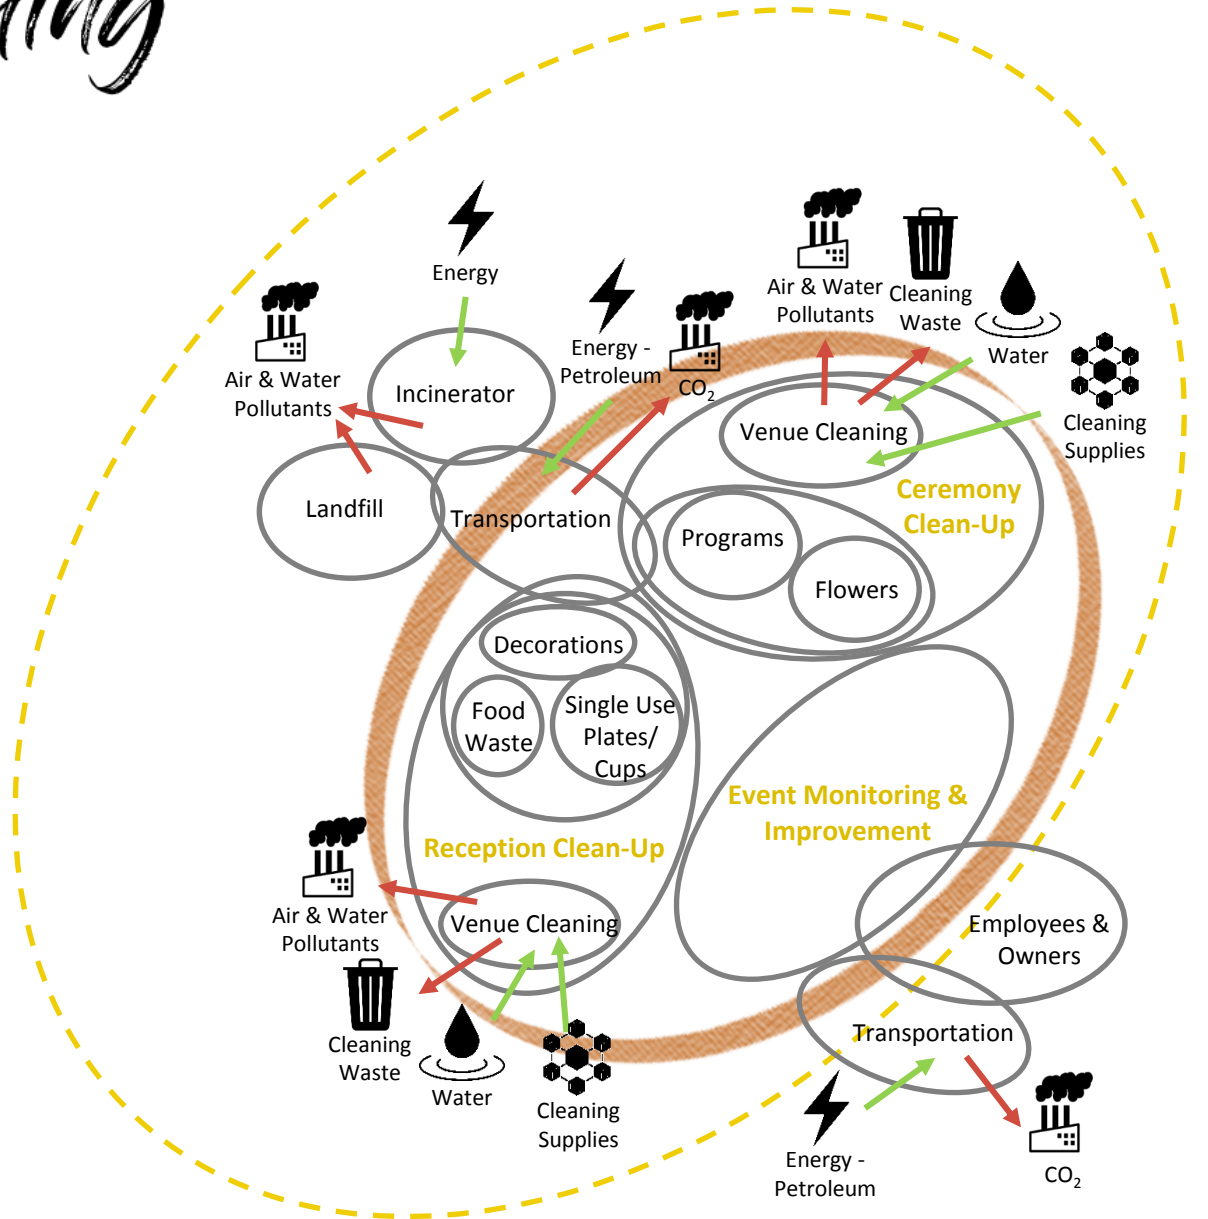 Energy
Air & Water
Pollutants
Cleaning
Waste
Water
Energy -
Petroleum
CO₂
Air & Water
Pollutants
Incinerator
Cleaning
Supplies
Venue Cleaning
Ceremony
Clean-Up
Landfill
Transportation
Programs
Flowers
Decorations
Food
Waste
Single Use
Plates/
Cups
Event Monitoring &
Improvement
Reception Clean-Up
Air & Water
Pollutants
Venue Cleaning
Employees &
Owners
Cleaning
Waste
Water
Cleaning
Supplies
Transportation
Energy -
Petroleum
CO₂